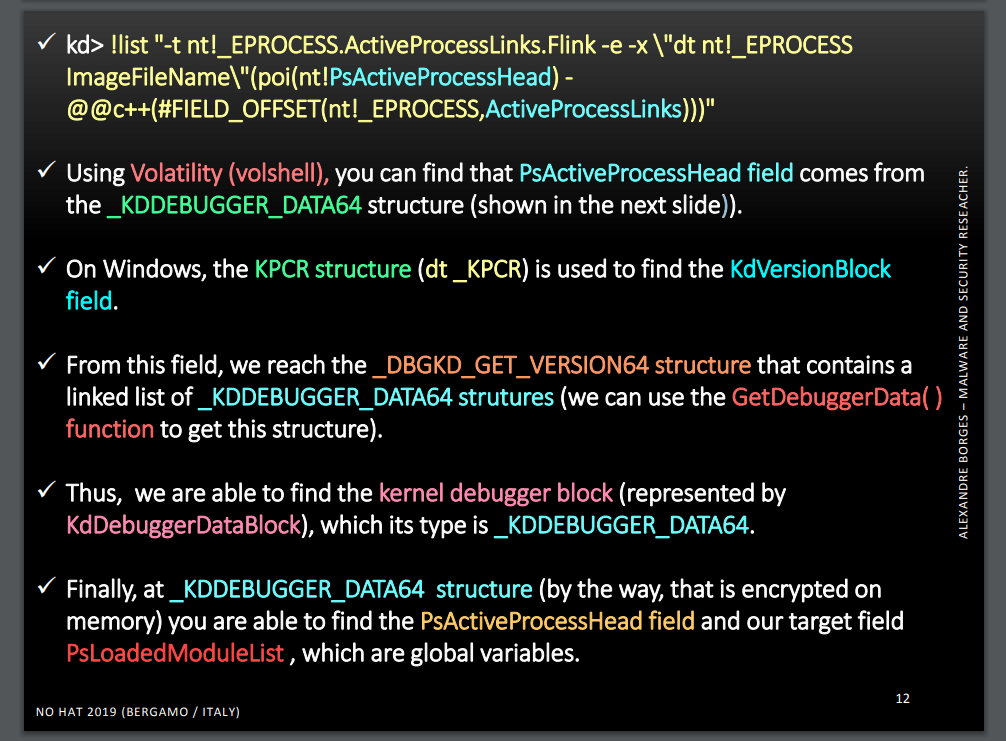 ✓ kd> !list "-t nt!_EPROCESS.ActiveProcessLinks.Flink -e -x \"dt nt!_EPROCESS
ImageFileName\"(poi(nt!PsActiveProcessHead) -
@@c++(#FIELD_OFFSET(nt!_EPROCESS,ActiveProcessLinks)))"
✓ Using Volatility (volshell), you can find that PsActiveProcessHead field comes from
the _KDDEBUGGER_DATA64 structure (shown in the next slide)).
✓ On Windows, the KPCR structure (dt _KPCR) is used to find the KdVersionBlock
field.
✓ From this field, we reach the _DBGKD_GET_VERSION64 structure that contains a
linked list of _KDDEBUGGER_DATA64 strutures (we can use the GetDebuggerData( )
function to get this structure).
✓ Thus, we are able to find the kernel debugger block (represented by
KdDebuggerDataBlock), which its type is _KDDEBUGGER_DATA64.
✓ Finally, at _KDDEBUGGER_DATA64 structure (by the way, that is encrypted on
memory) you are able to find the PsActiveProcessHead field and our target field
PsLoadedModuleList , which are global variables.
ALEXANDRE BORGES – MALWARE AND SECURITY RESEACHER.
12
NO HAT 2019 (BERGAMO / ITALY)